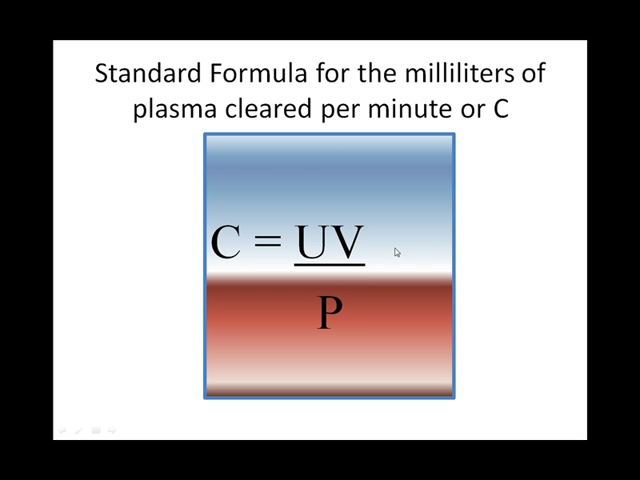 Standard Formula for the milliliters of
plasma cleared per minute or C
C = UV
P